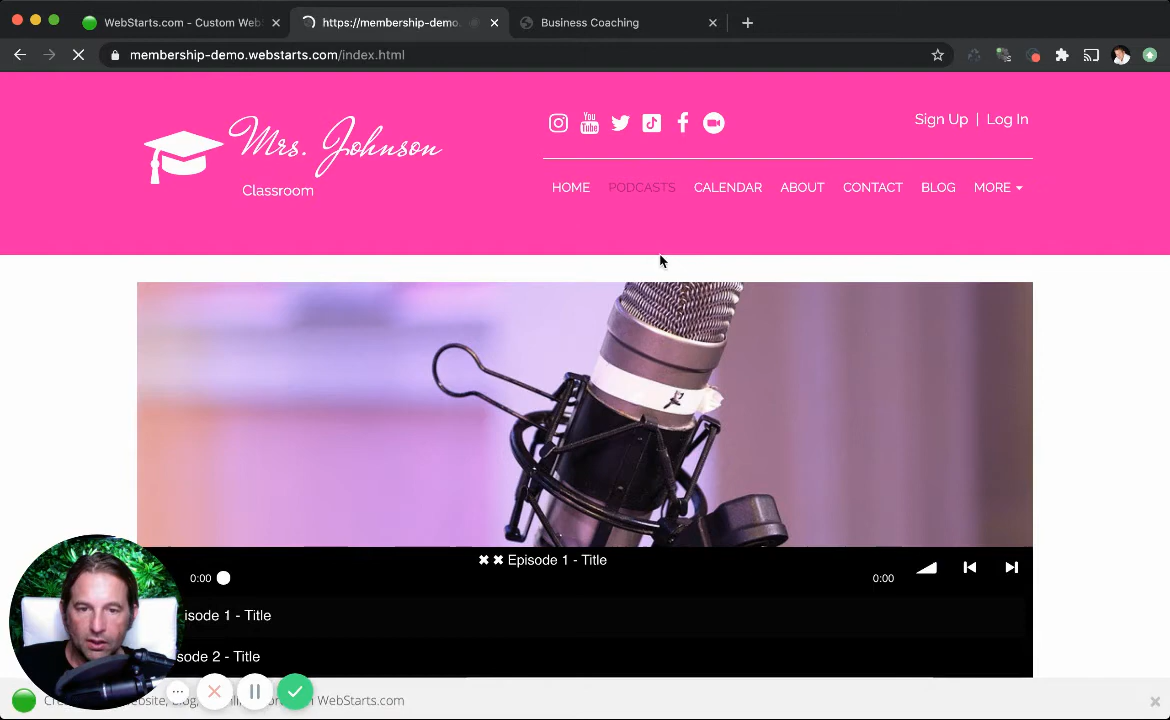 WebStarts.com - Custom Web
https://membership-demo.
Business Coaching
membership-demo.webstarts.com/index.html
Mrs. Johnson
Classroom
Sign Up | Log In
HOME PODCASTS CALENDAR ABOUT CONTACT BLOG MORE
You Tube
✖ ✖ Episode 1 - Title
0:00
0:00
isode 1 - Title
sode 2 - Title
WebStarts.com